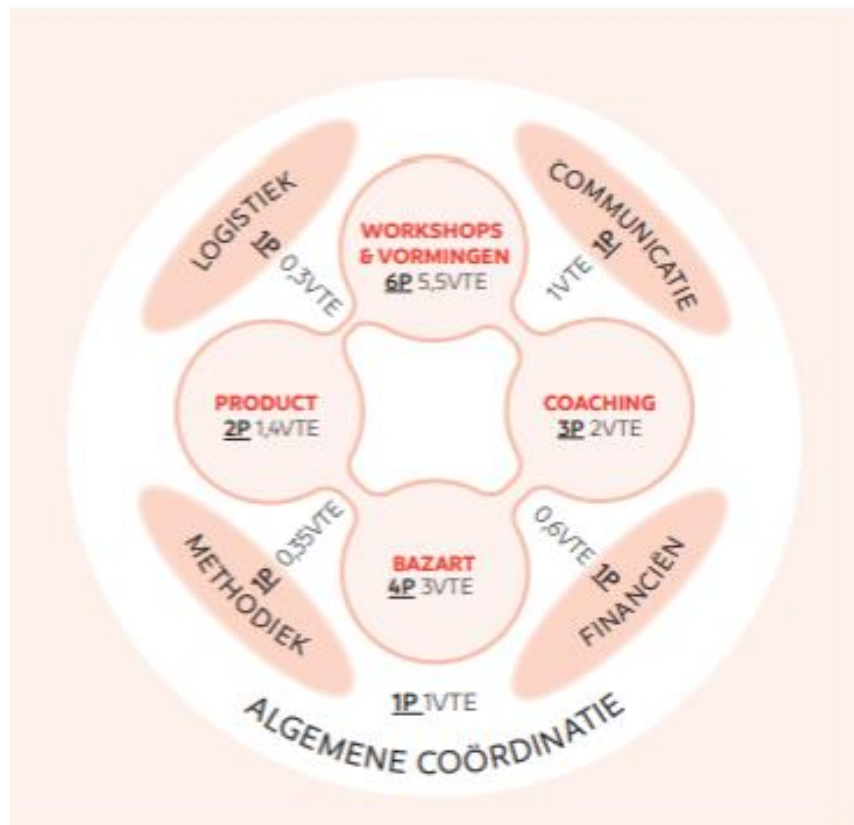 LOGISTIEK
1P 0,3VTE
COMMUNICATIE
1VTE 1P
WORKSHOPS
& VORMINGEN
6P 5,5VTE
PRODUCT
2P 1,4VTE
COACHING
3P 2VTE
METHODIEK
1P 0,35VTE
BAZART
4P 3VTE
0,6VTE 1P
FINANCIËN
1P 1VTE
ALGEMENE COÖRDINATIE